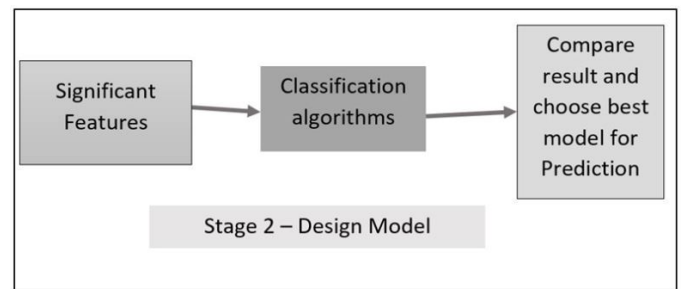 Significant
Features
Classification
algorithms
Compare
result and
choose best
model for
Prediction
Stage 2 – Design Model